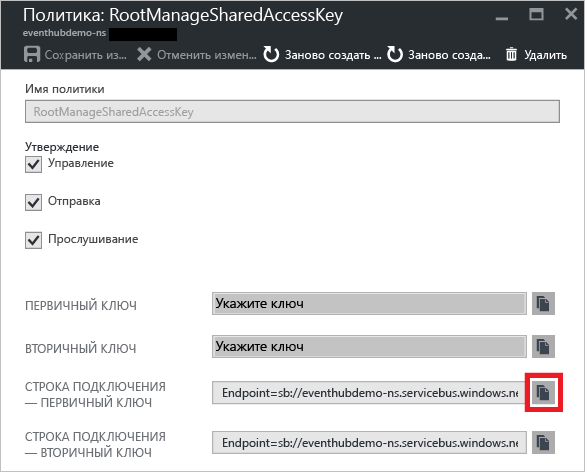 Политика: RootManageSharedAccessKey
eventhubdemo-ns
Сохранить из... Отменить измен... Заново создать ... Заново созда... Удалить
Имя политики
RootManageSharedAccessKey
Утверждение
Управление
Отправка
Прослушивание
ПЕРВИЧНЫЙ КЛЮЧ Укажите ключ
ВТОРИЧНЫЙ КЛЮЧ Укажите ключ
СТРОКА ПОДКЛЮЧЕНИЯ
— ПЕРВИЧНЫЙ КЛЮЧ Endpoint=sb://eventhubdemo-ns.servicebus.windows.ne
СТРОКА ПОДКЛЮЧЕНИЯ
— ВТОРИЧНЫЙ КЛЮЧ Endpoint=sb://eventhubdemo-ns.servicebus.windows.ne